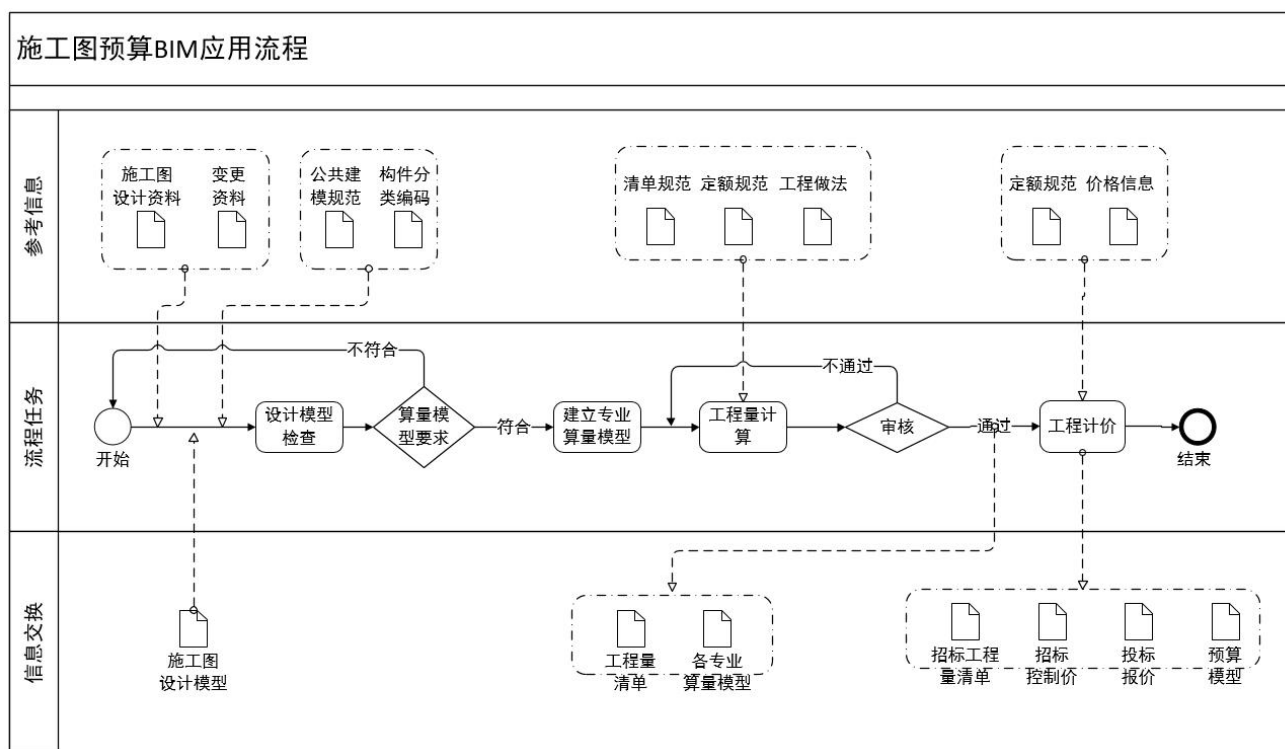 施工图预算BIM应用流程
参考信息
施工图
设计资料
变更
资料
公共建
模规范
构件分
类编码
清单规范
定额规范
工程做法
定额规范
价格信息
流程任务
不符合
不通过
开始
设计模型
检查
算量模
型要求
符合
建立专业
算量模型
工程量计
算
审核
通过
工程计价
结束
信息交换
施工图
设计模型
工程量
清单
各专业
算量模型
招标工程
量清单
招标
控制价
投标
报价
预算
模型